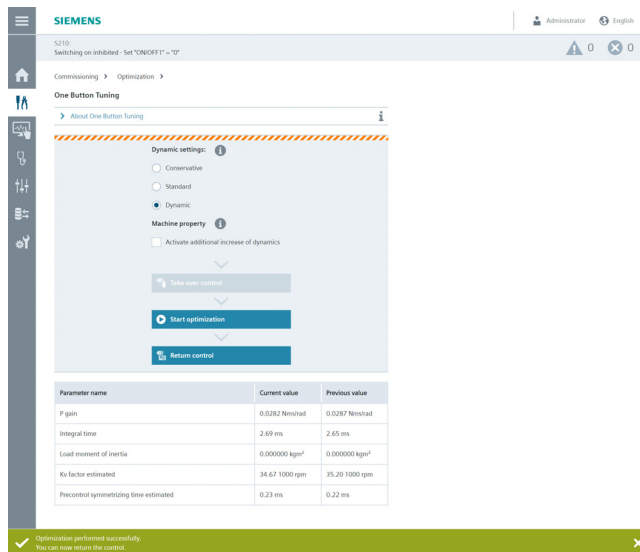 SIEMENS
Administrator
English
S210:
Switching on inhibited - Set "ON/OFF1" = "0"
0
0
Commissioning > Optimization >
One Button Tuning
> About One Button Tuning
Dynamic settings:
Conservative
Standard
Dynamic
Machine property
Activate additional increase of dynamics
Take over control
Start optimization
Return control
Parameter name Current value Previous value
P gain 0.0282 Nms/rad 0.0287 Nms/rad
Integral time 2.69 ms 2.65 ms
Load moment of inertia 0.000000 kgm² 0.000000 kgm²
Kv factor estimated 34.67 1000 rpm 35.20 1000 rpm
Precontrol symmetrizing time estimated 0.23 ms 0.22 ms
Optimization performed successfully.
You can now return the control.